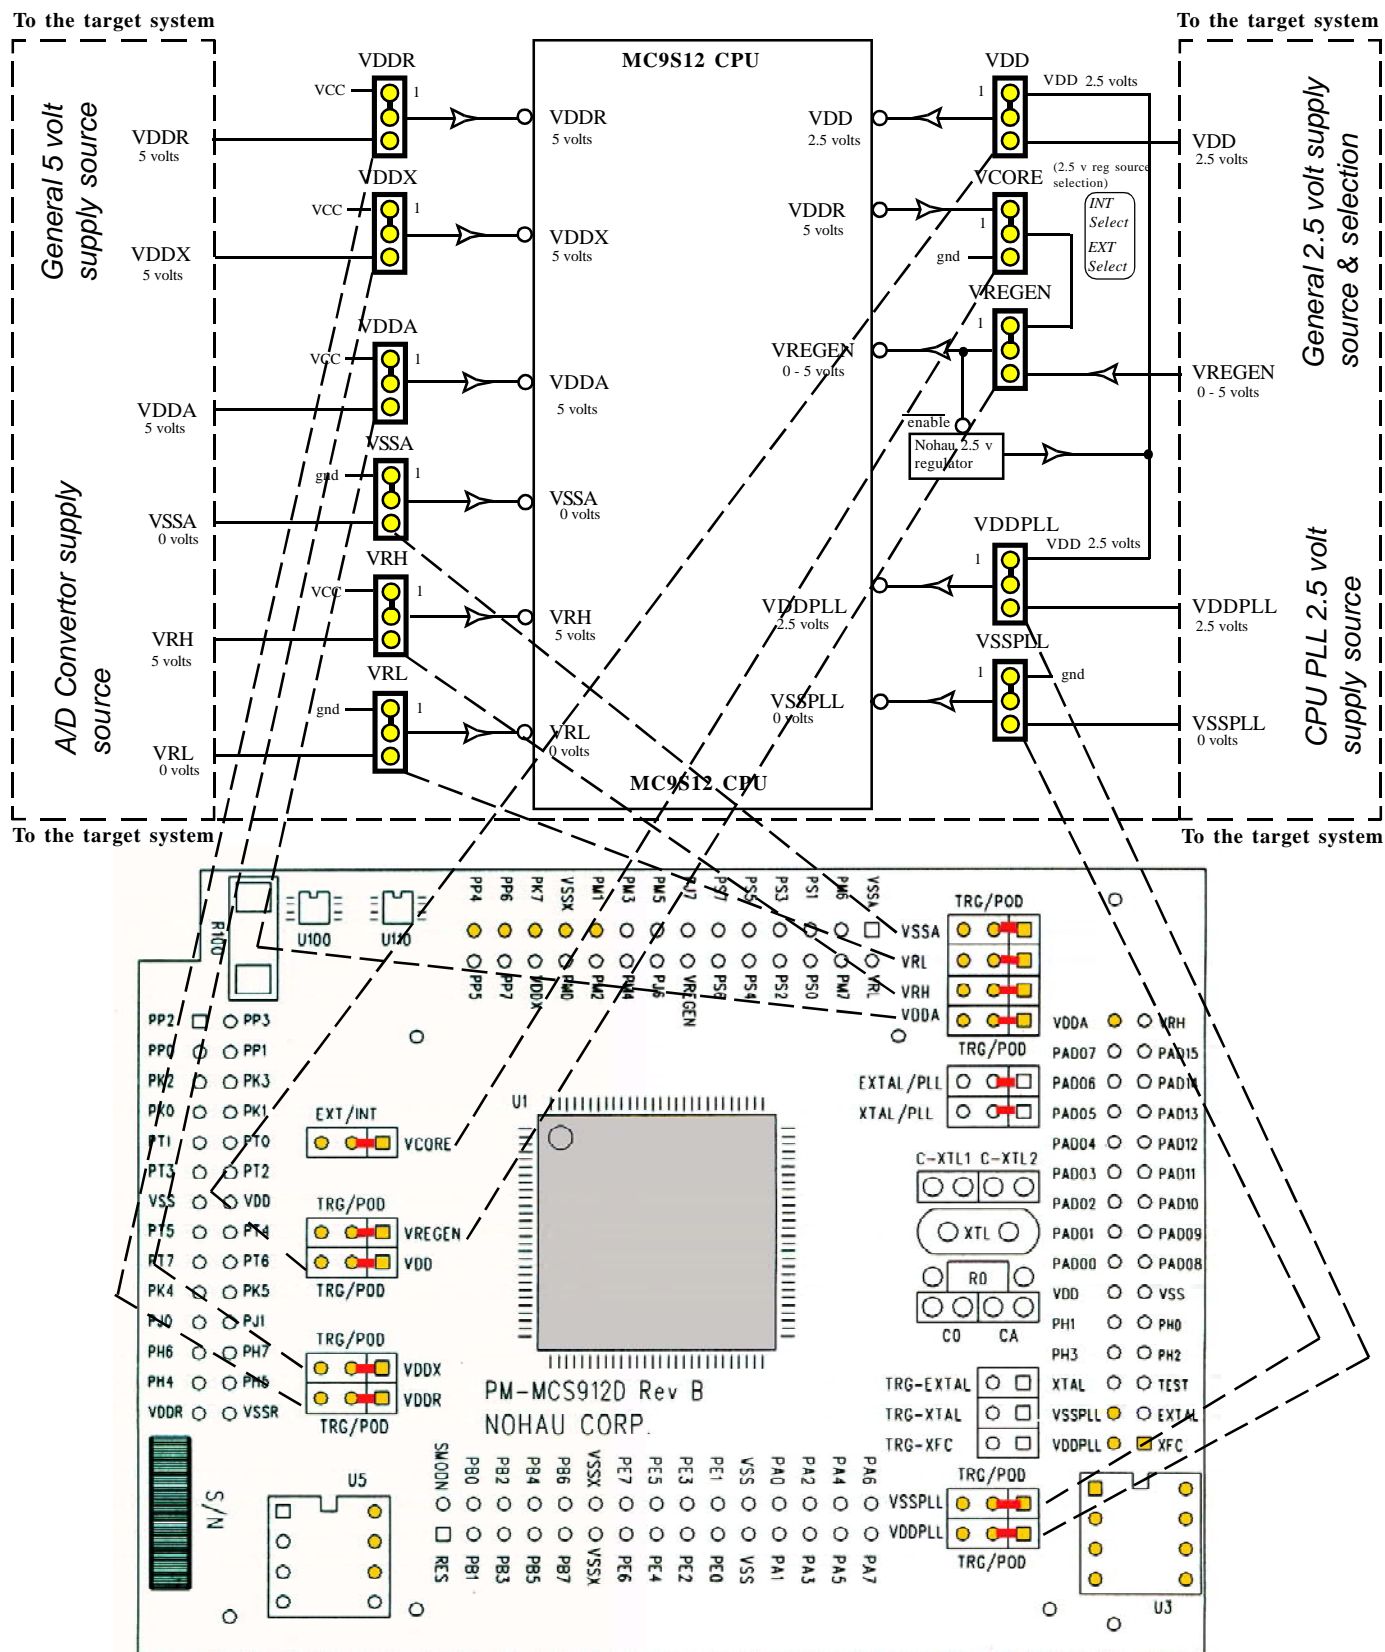 To the target system
To the target system
General 5 volt
supply source
A/D Convertor supply
source
VDDR
5 volts
VDDX
5 volts
VDDA
5 volts
VSSA
0 volts
VRH
5 volts
VRL
0 volts
VDDR
VCC
1
VDDX
VCC
1
VDDA
VCC
1
VSSA
gnd
1
VRH
VCC
1
VRL
gnd
1
MC9S12 CPU
VDDR
5 volts
VDDX
5 volts
VDDA
5 volts
VSSA
0 volts
VRH
5 volts
VRL
0 volts
VDD
2.5 volts
VDDR
5 volts
VREGEN
0 - 5 volts
VDDPLL
2.5 volts
VSSPLL
0 volts
MC9S12 CPU
VDD
1
VDD 2.5 volts
VCORE
(2.5 v reg source
selection)
1
gnd
INT
Select
EXT
Select
VREGEN
1
enable
Nohau 2.5 v
regulator
VDDPLL
1
VDD 2.5 volts
VSSPLL
1
gnd
VDD
2.5 volts
VREGEN
0 - 5 volts
VDDPLL
2.5 volts
VSSPLL
0 volts
General 2.5 volt supply
source & selection
CPU PLL 2.5 volt
supply source
To the target system
To the target system
R100
U100
U110
PP4 PP6 PK7 VSSX PM1 PM3 PM5 PJ7 PS7 PS5 PS3 PS1 PM6 VSSA
PP5 PP7 VDDX PM0 PM2 PM4 PJ6 VREGEN PS6 PS4 PS2 PS0 PM7 VRL
TRG/POD
VSSA
VRL
VRH
VDDA
TRG/POD
EXTAL/PLL
XTAL/PLL
PP2 PP3
PP0 PP1
PK2 PK3
PK0 PK1
PT1 PT0
PT3 PT2
VSS VDD
PT5 PT4
PT7 PT6
PK4 PK5
PJ0 PJ1
PH6 PH7
PH4 PH5
VDDR VSSR
EXT/INT
VCORE
TRG/POD
VREGEN
VDD
TRG/POD
TRG/POD
VDDX
VDDR
TRG/POD
U1
C-XTL1 C-XTL2
XTL
R0
C0 CA
VDDA VRH
PAD07 PAD15
PAD06 PAD14
PAD05 PAD13
PAD04 PAD12
PAD03 PAD11
PAD02 PAD10
PAD01 PAD09
PAD00 PAD08
VDD VSS
PH1 PH0
PH3 PH2
XTAL TEST
VSSPLL EXTAL
VDDPLL XFC
TRG-EXTAL
TRG-XTAL
TRG-XFC
PM-MCS912D Rev B
NOHAU CORP.
S/N
U5
SMODN PB0 PB2 PB4 PB6 VSSX PE7 PE5 PE3 PE1 VSS PA0 PA2 PA4 PA6
RES PB1 PB3 PB5 PB7 VSSX PE6 PE4 PE2 PE0 VSS PA1 PA3 PA5 PA7
TRG/POD
VSSPLL
VDDPLL
TRG/POD
U3